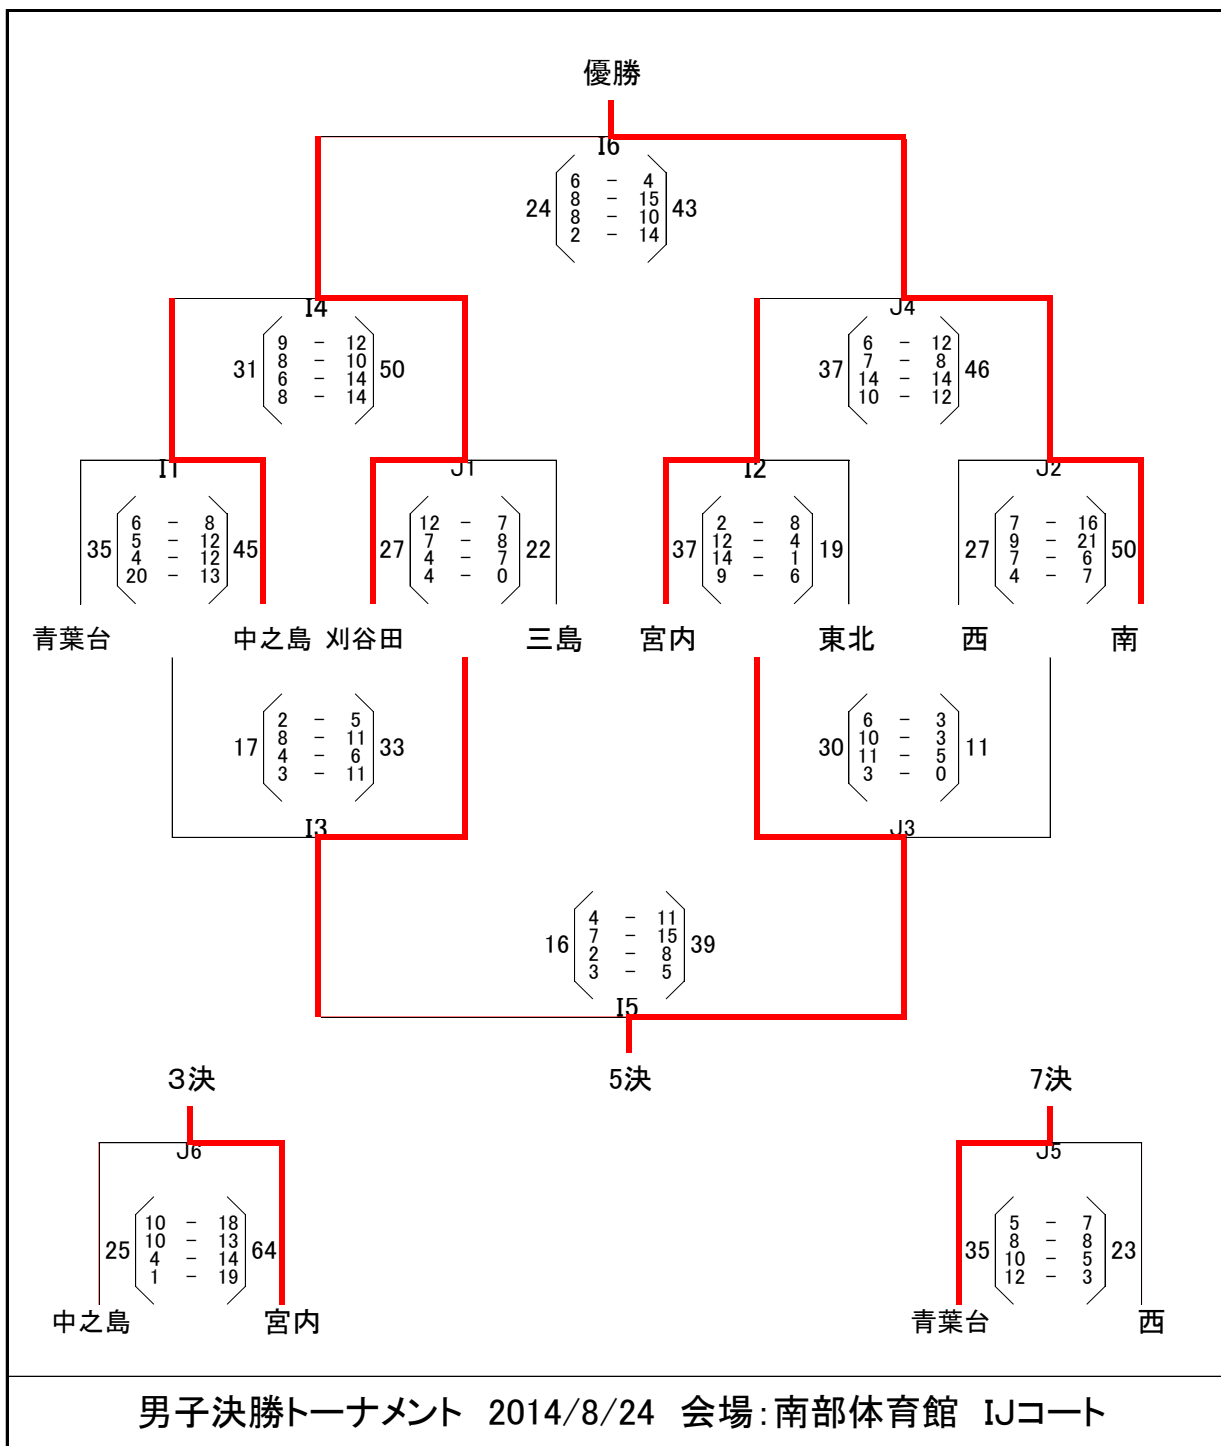 優勝
I6
6 - 4
8 - 15
24 8 - 10 43
2 - 14
I4 J4
9 - 12 6 - 12
8 - 10 7 - 8
31 6 - 14 50 37 14 - 14 46
8 - 14 10 - 12
I1 J1 I2 J2
6 - 8 12 - 7 2 - 8 7 - 16
5 - 12 7 - 8 12 - 4 9 - 21
35 4 - 12 45 27 4 - 7 22 37 14 - 1 19 27 7 - 6 50
20 - 13 4 - 0 9 - 6 4 - 7
青葉台 中之島 刈谷田 三島 宮内 東北 西 南
2 - 5 6 - 3
8 - 11 10 - 3
17 4 - 6 33 30 11 - 5 11
3 - 11 3 - 0
I3 J3
4 - 11
7 - 15
16 2 - 8 39
3 - 5
I5
3決 5決 7決
J6 J5
10 - 18 5 - 7
10 - 13 8 - 8
25 4 - 14 64 35 10 - 5 23
1 - 19 12 - 3
中之島 宮内 青葉台 西
男子決勝トーナメント 2014/8/24 会場:南部体育館 IJコート